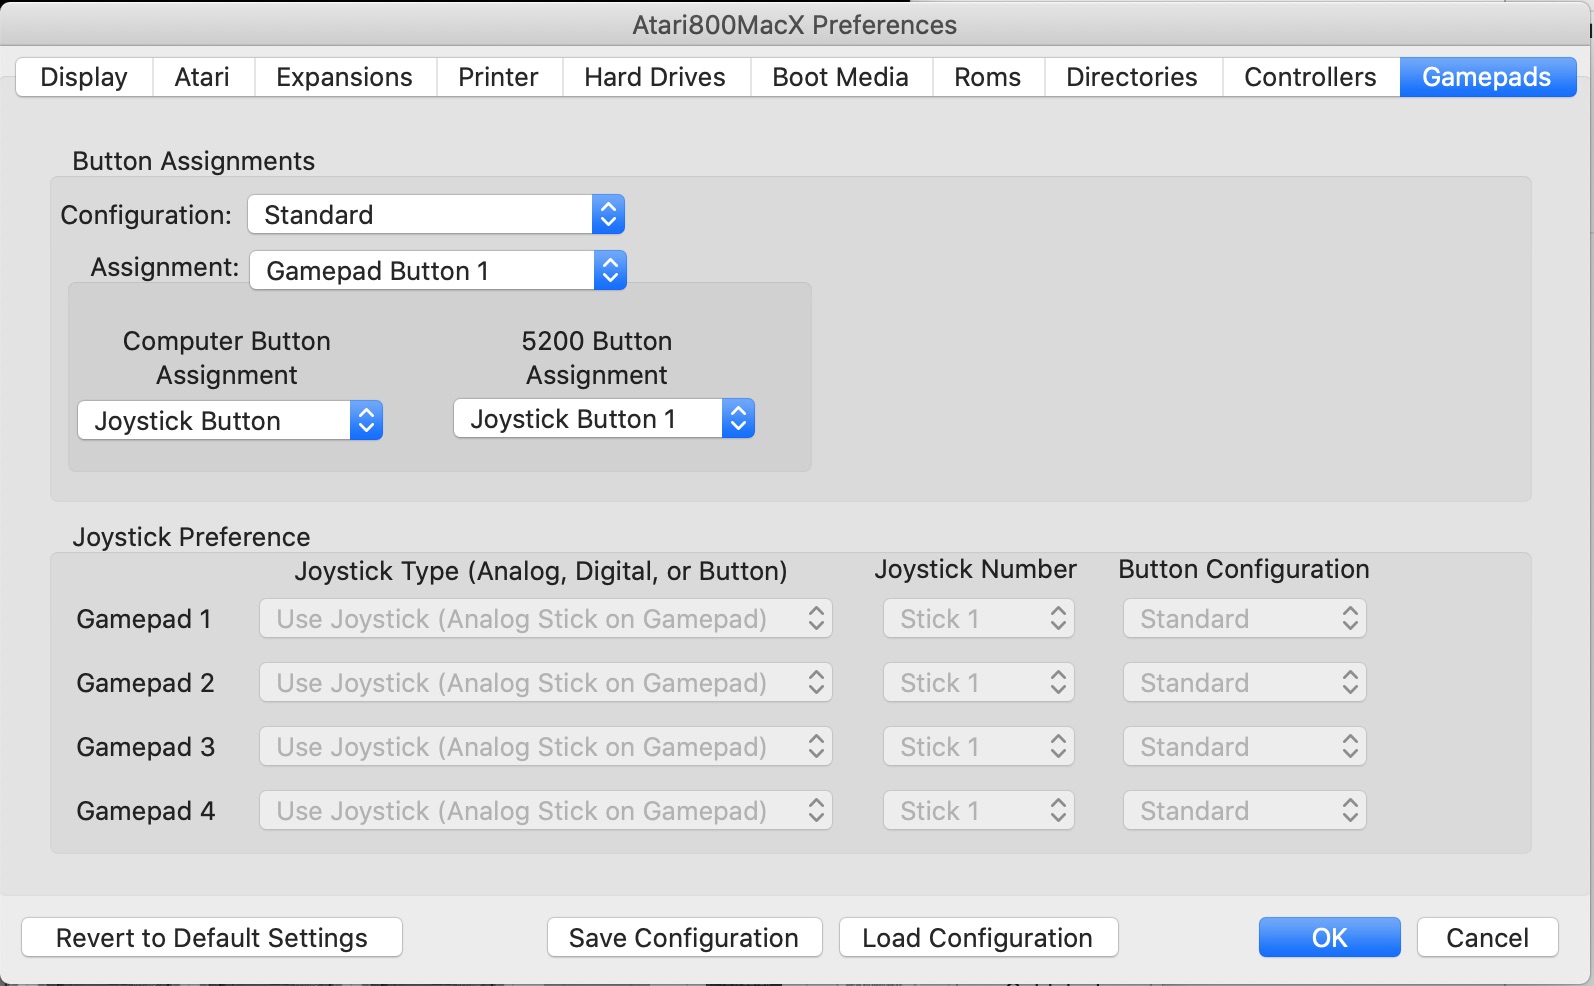 Atari800MacX Preferences
Display Atari Expansions Printer Hard Drives Boot Media Roms Directories Controllers Gamepads
Button Assignments
Configuration: Standard
Assignment: Gamepad Button 1
Computer Button 5200 Button
Assignment Assignment
Joystick Button Joystick Button 1
Joystick Preference
Joystick Type (Analog, Digital, or Button) Joystick Number Button Configuration
Gamepad 1 Use Joystick (Analog Stick on Gamepad) Stick 1 Standard
Gamepad 2 Use Joystick (Analog Stick on Gamepad) Stick 1 Standard
Gamepad 3 Use Joystick (Analog Stick on Gamepad) Stick 1 Standard
Gamepad 4 Use Joystick (Analog Stick on Gamepad) Stick 1 Standard
Revert to Default Settings Save Configuration Load Configuration OK Cancel